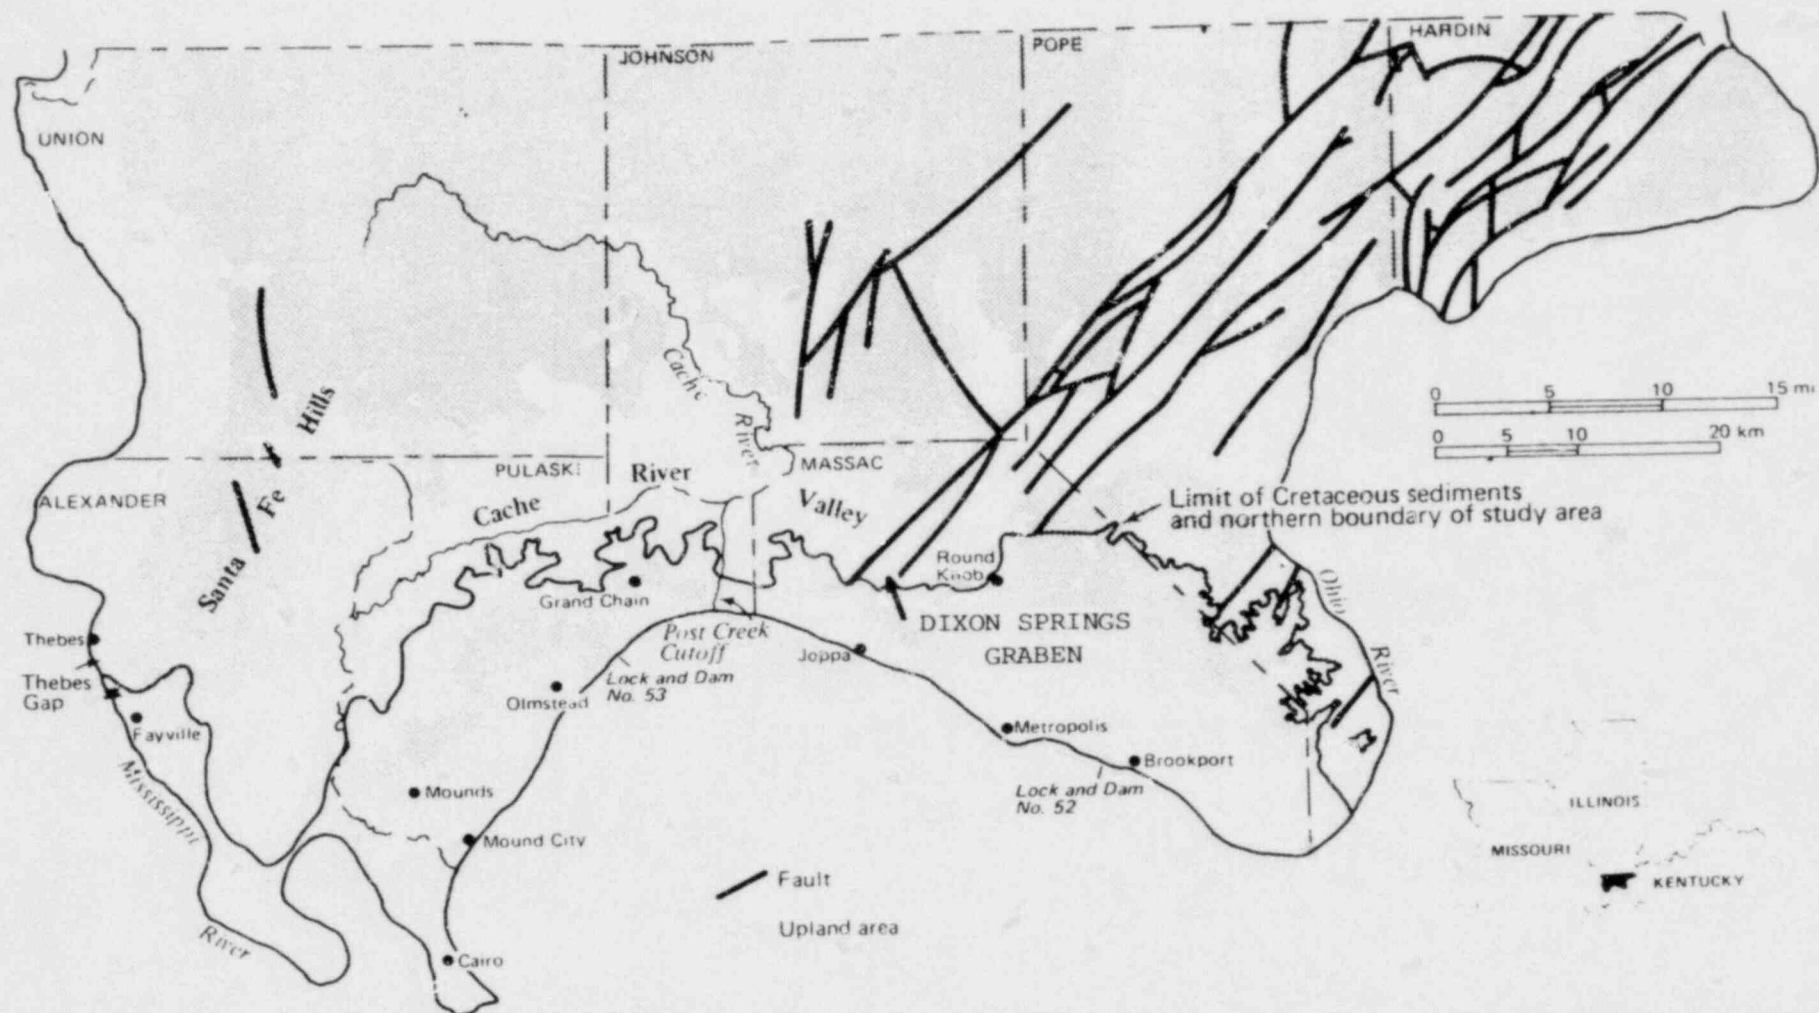 JOHNSON
POPE
HARDIN
UNION
Cache
River
Hills
Fe
Santa
PULASKI
MASSAC
ALEXANDER
Cache
River
Valley
0 5 10 15 mi
0 5 10 20 km
Limit of Cretaceous sediments
and northern boundary of study area
Round
Knob
Grand Chain
Ohio
River
Thebes
Thebes
Gap
Fayville
Post Creek
Cutoff
Joppa
DIXON SPRINGS
GRABEN
Lock and Dam
No. 53
Olmstead
Metropolis
Brookport
Lock and Dam
No. 52
Mississippi
River
Mounds
Mound City
Cairo
Fault
Upland area
ILLINOIS
MISSOURI
KENTUCKY